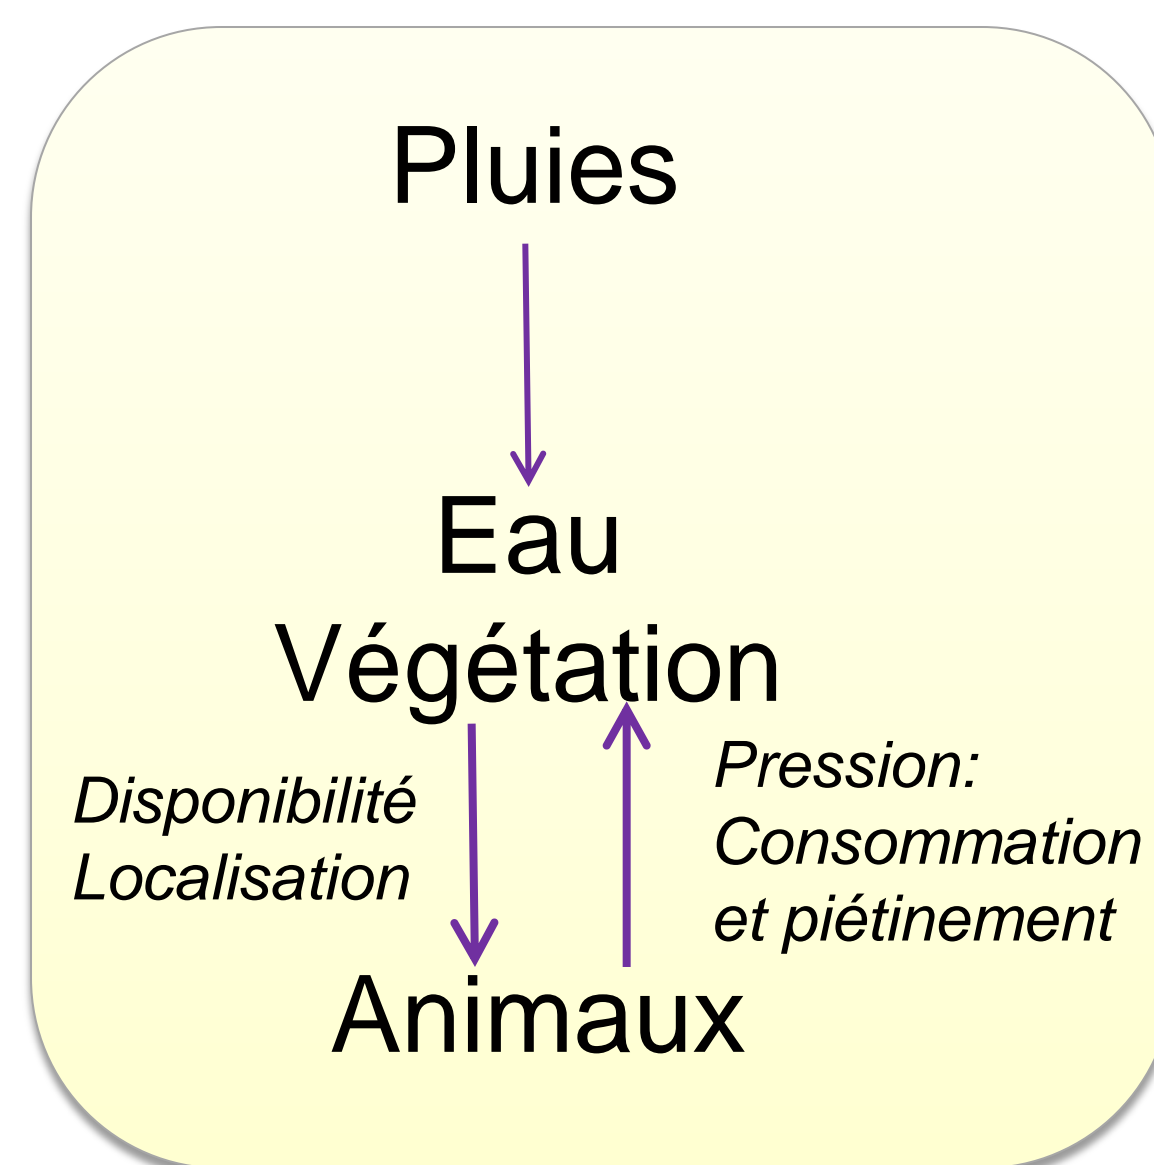 Pluies
Eau
Végétation
Disponibilité
Localisation
Pression:
Consommation
et piétinement
Animaux